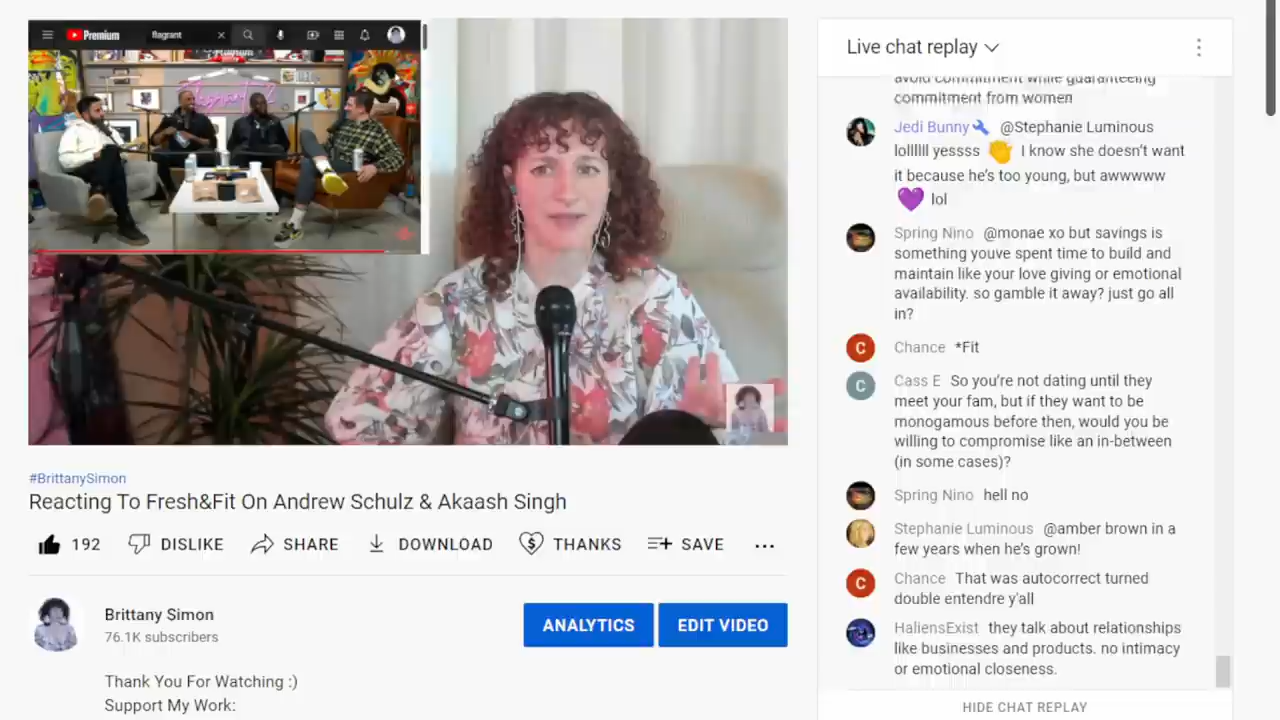 Premium
flagrant
Flagrant 2
#BrittanySimon
Reacting To Fresh&Fit On Andrew Schulz & Akaash Singh
192
DISLIKE
SHARE
DOWNLOAD
THANKS
SAVE
Brittany Simon
76.1K subscribers
ANALYTICS
EDIT VIDEO
Thank You For Watching :)
Support My Work:
Live chat replay
avoid commitment while guaranteeing
commitment from women
Jedi Bunny @Stephanie Luminous
lollllll yessss 👏 I know she doesn't want
it because he's too young, but awwwww
💜 lol
Spring Nino @monae xo but savings is
something youve spent time to build and
maintain like your love giving or emotional
availability. so gamble it away? just go all
in?
C Chance *Fit
C Cass E So you're not dating until they
meet your fam, but if they want to be
monogamous before then, would you be
willing to compromise like an in-between
(in some cases)?
Spring Nino hell no
Stephanie Luminous @amber brown in a
few years when he's grown!
C Chance That was autocorrect turned
double entendre y'all
HaliensExist they talk about relationships
like businesses and products. no intimacy
or emotional closeness.
HIDE CHAT REPLAY